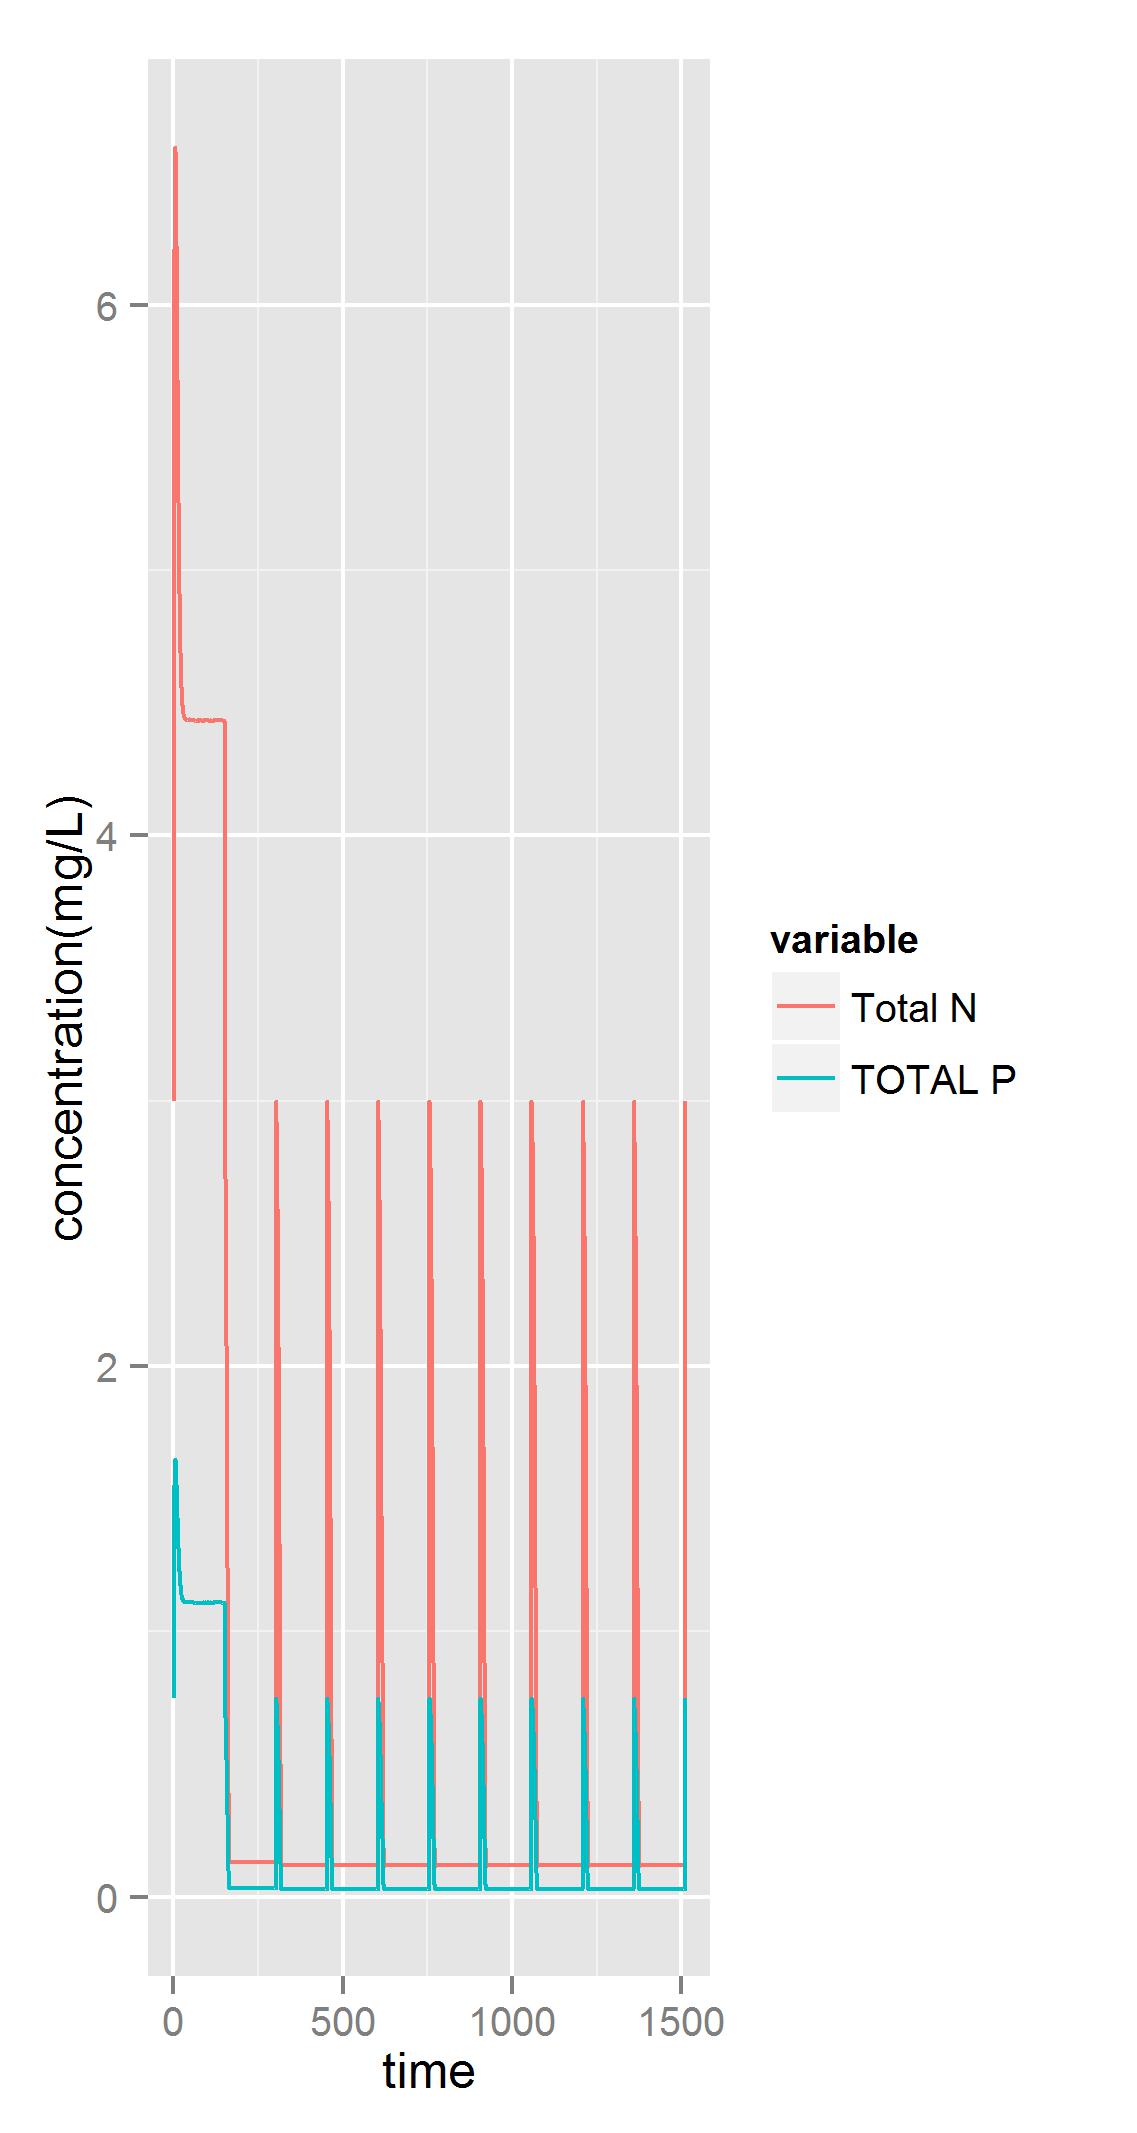 6
4
2
0
concentration(mg/L)
0 500 1000 1500
time
variable
Total N
TOTAL P